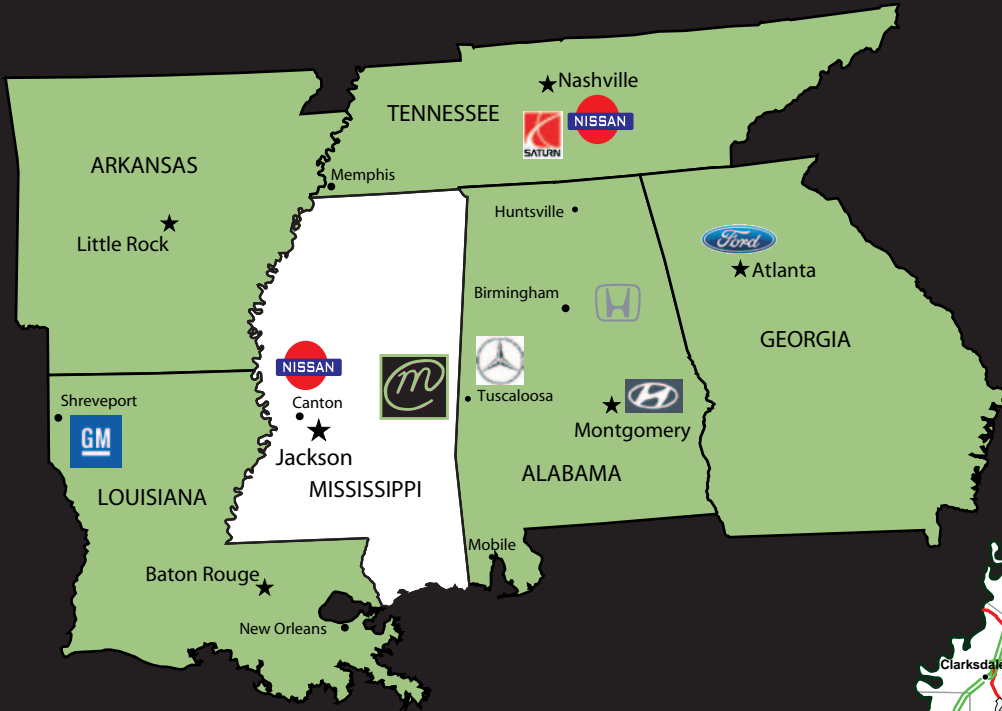 Nashville
TENNESSEE
SATURN
NISSAN
ARKANSAS
Memphis
Little Rock
Huntsville
Ford
Atlanta
Birmingham
GEORGIA
NISSAN
m
Canton
Tuscaloosa
Shreveport
GM
Jackson
Montgomery
MISSISSIPPI
ALABAMA
LOUISIANA
Mobile
Baton Rouge
New Orleans
Clarksdale